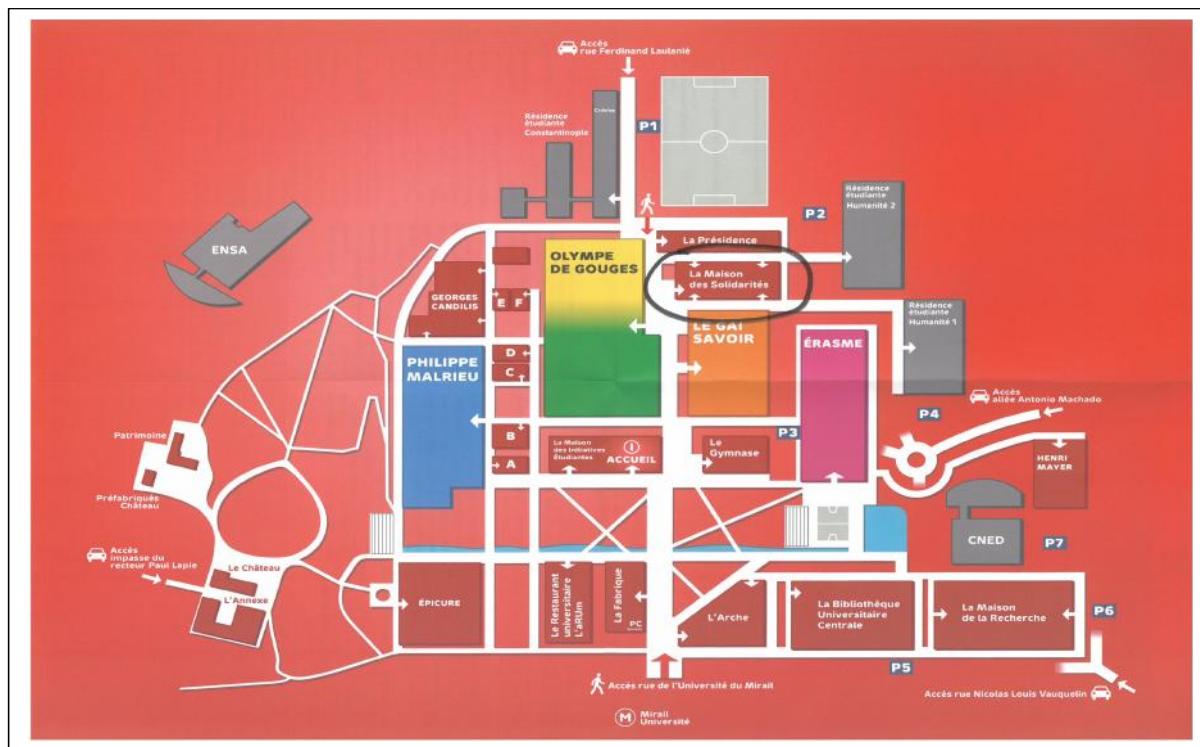 Accès
rue Ferdinand Lautanié
Résidence
étudiante
Constantinople
P1
ENSA
P2
Résidence
étudiante
Humanité 2
La Présidence
OLYMPE
DE GOUGES
La Maison
des Solidarités
GEORGES
CANDILIS
E F
LE GAI
SAVOIR
Résidence
étudiante
Humanité 1
ÉRASME
PHILIPPE
MALRIEU
D
C
Accès
allée Antonio Machado
P4
Patrimoine
B
La Maison
des Initiatives
Étudiantes
ACCUEIL
Le
Gymnase
P3
A
HENRI
MAYER
Préfabriqués
Château
CNED
P7
Accès
impasse du
recteur Paul Lapie
Le Château
L'Annexe
ÉPICURE
Le Restaurant
universitaire
L'aRUm
La Fabrique
PC
L'Arche
La Bibliothèque
Universitaire
Centrale
La Maison
de la Recherche
P6
P5
Accès rue de l'Université du Mirail
Accès rue Nicolas Louis Vauquelin
M
Mirail
Université